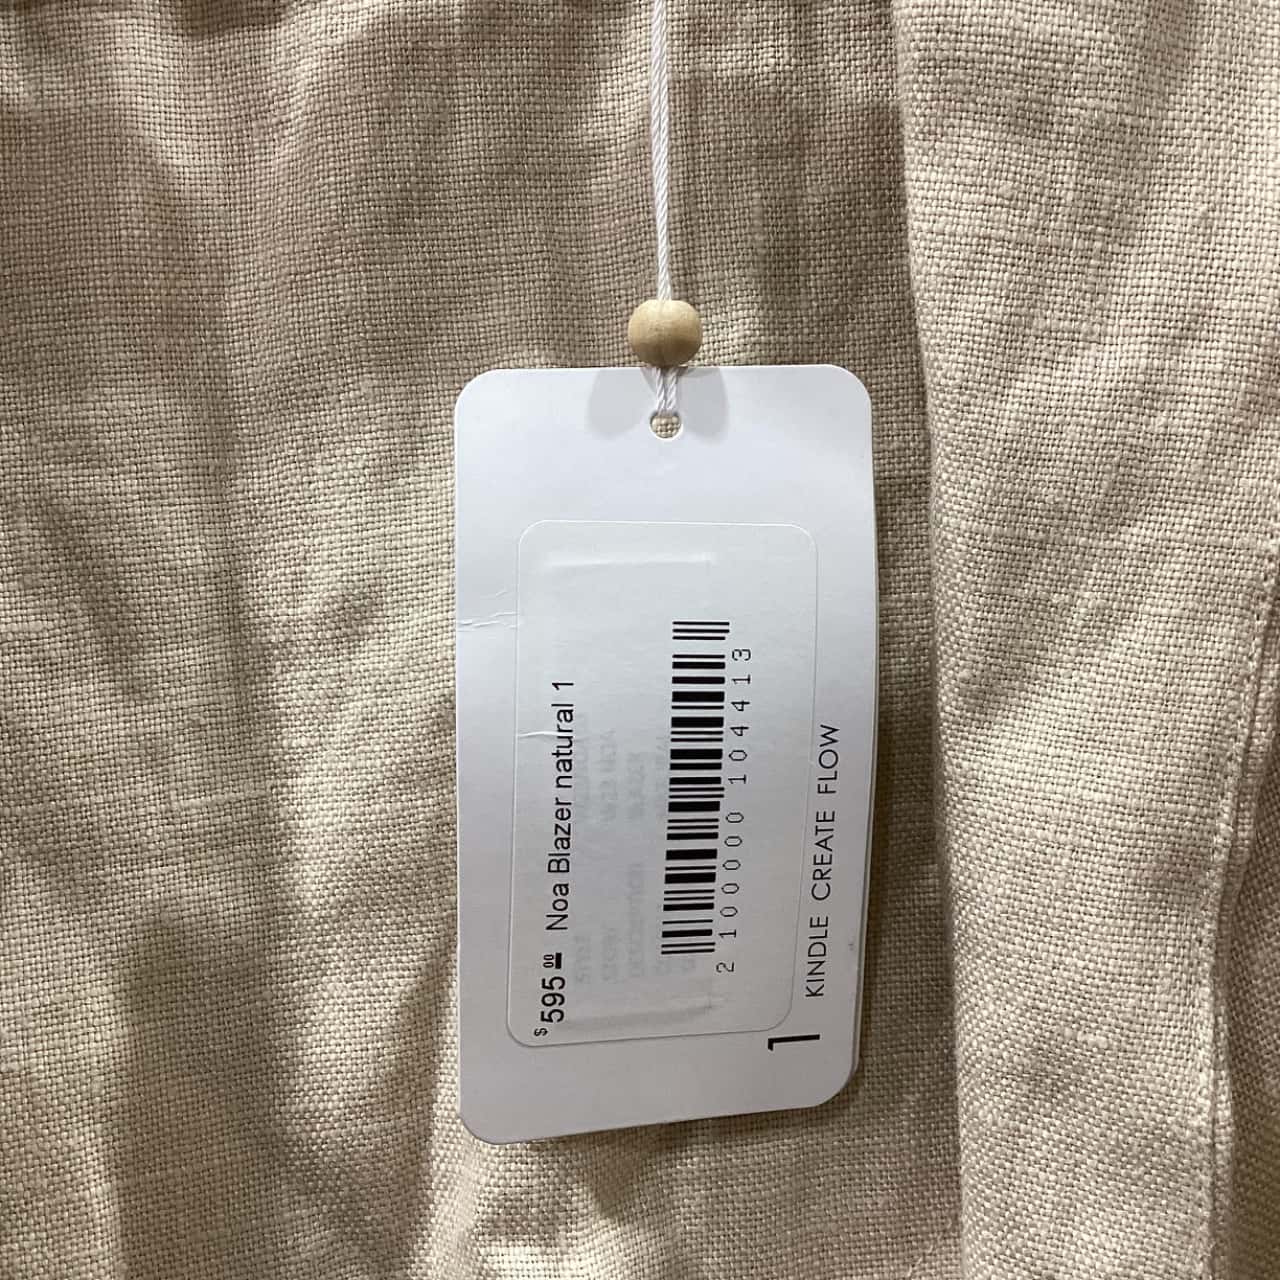 $595.00 Noa Blazer natural 1
2 100000 104413
1
KINDLE CREATE FLOW